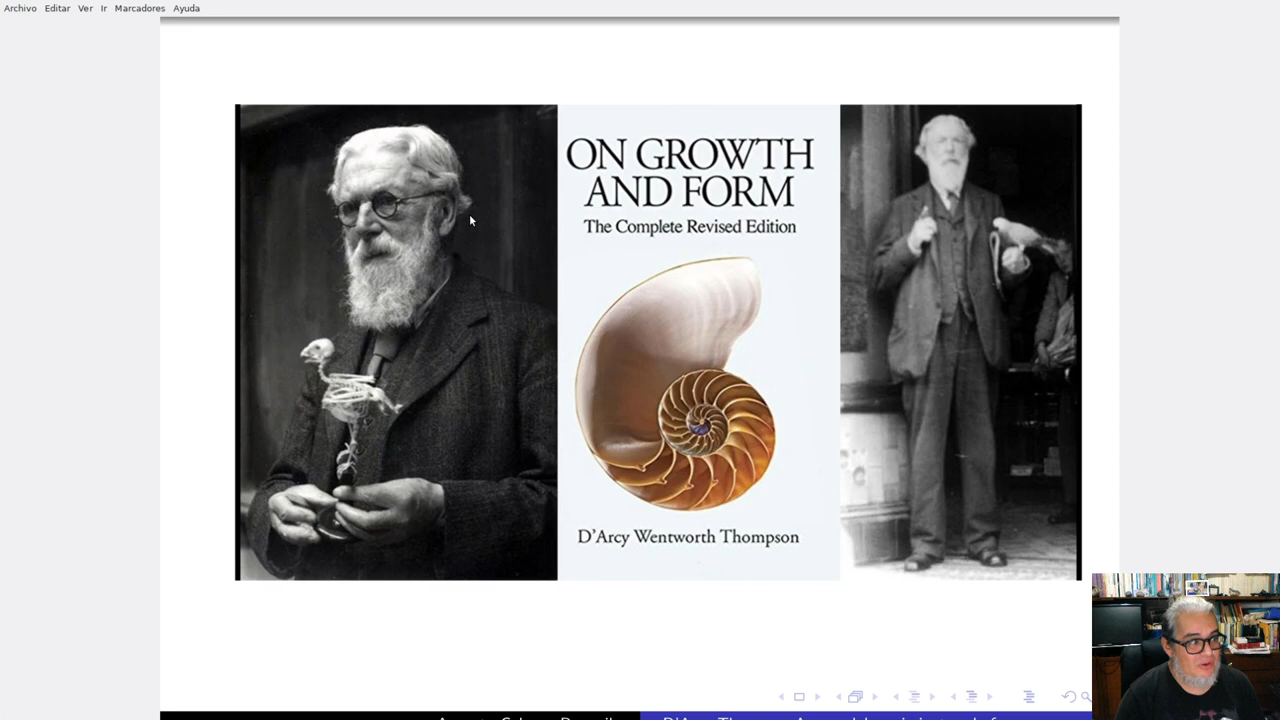 Archivo Editar Ver Ir Marcadores Ayuda
ON GROWTH
AND FORM
The Complete Revised Edition
D'Arcy Wentworth Thompson